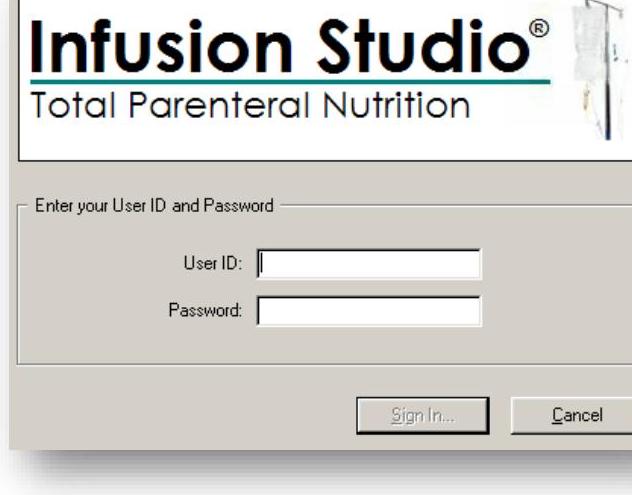 Infusion Studio®
Total Parenteral Nutrition
Enter your User ID and Password
User ID:
Password:
Sign In...
Cancel